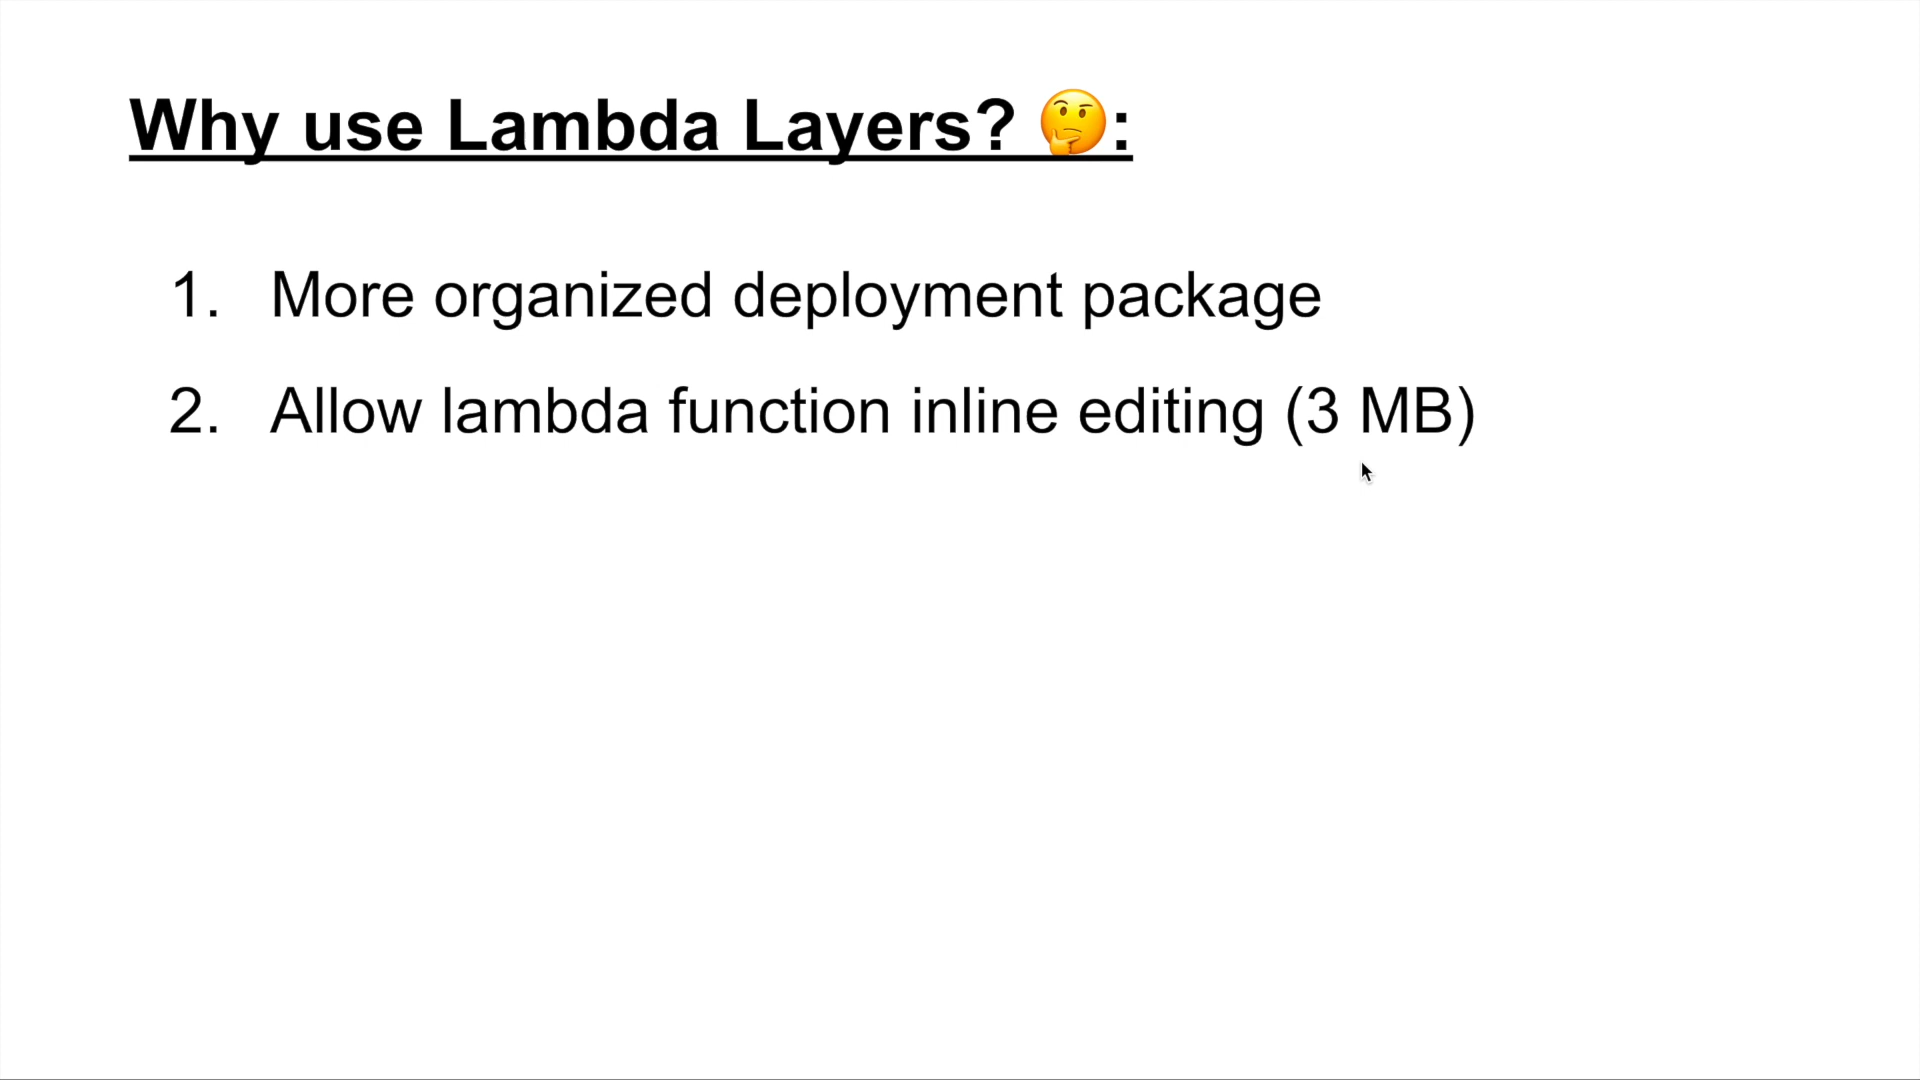 Why use Lambda Layers? 🤔:
1. More organized deployment package
2. Allow lambda function inline editing (3 MB)